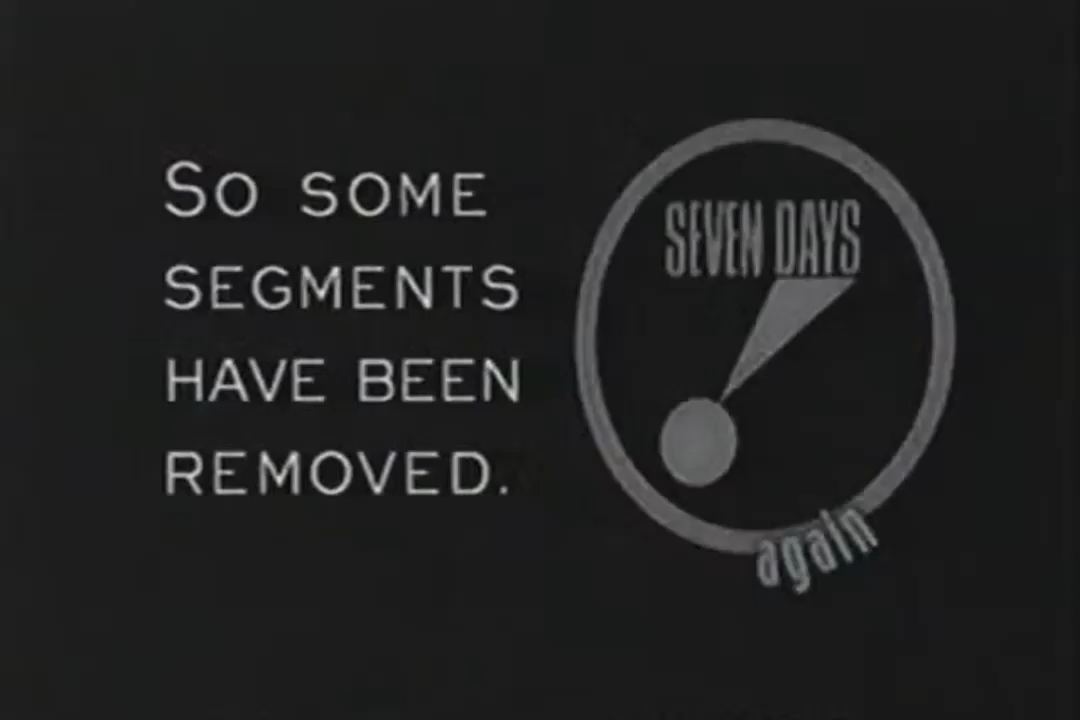 So some
segments
have been
removed.
SEVEN DAYS
again